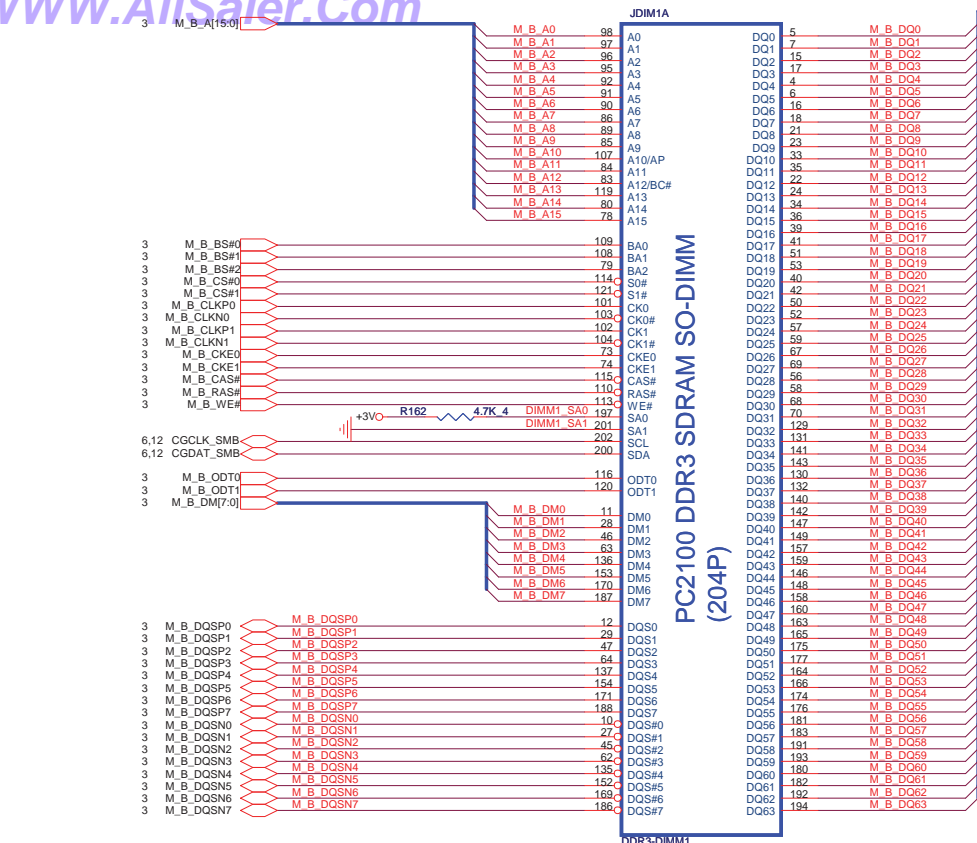 WWW.AllSaler.Com
JDIM1A
3 M_B_A[15:0]
M_B_A0 98 A0
M_B_A1 97 A1
M_B_A2 96 A2
M_B_A3 95 A3
M_B_A4 92 A4
M_B_A5 91 A5
M_B_A6 90 A6
M_B_A7 86 A7
M_B_A8 89 A8
M_B_A9 85 A9
M_B_A10 107 A10/AP
M_B_A11 84 A11
M_B_A12 83 A12/BC#
M_B_A13 119 A13
M_B_A14 80 A14
M_B_A15 78 A15
3 M_B_BS#0 109 BA0
3 M_B_BS#1 108 BA1
3 M_B_BS#2 79 BA2
3 M_B_CS#0 114 S0#
3 M_B_CS#1 121 S1#
3 M_B_CLKP0 101 CK0
3 M_B_CLKN0 103 CK0#
3 M_B_CLKP1 102 CK1
3 M_B_CLKN1 104 CK1#
3 M_B_CKE0 73 CKE0
3 M_B_CKE1 74 CKE1
3 M_B_CAS# 115 CAS#
3 M_B_RAS# 110 RAS#
3 M_B_WE# 113 WE#
+3V R162 4.7K_4 DIMM1_SA0 197 SA0
DIMM1_SA1 201 SA1
6,12 CGCLK_SMB 202 SCL
6,12 CGDAT_SMB 200 SDA
3 M_B_ODT0 116 ODT0
3 M_B_ODT1 120 ODT1
3 M_B_DM[7:0]
M_B_DM0 11 DM0
M_B_DM1 28 DM1
M_B_DM2 46 DM2
M_B_DM3 63 DM3
M_B_DM4 136 DM4
M_B_DM5 153 DM5
M_B_DM6 170 DM6
M_B_DM7 187 DM7
3 M_B_DQSP0 M_B_DQSP0 12 DQS0
3 M_B_DQSP1 M_B_DQSP1 29 DQS1
3 M_B_DQSP2 M_B_DQSP2 47 DQS2
3 M_B_DQSP3 M_B_DQSP3 64 DQS3
3 M_B_DQSP4 M_B_DQSP4 137 DQS4
3 M_B_DQSP5 M_B_DQSP5 154 DQS5
3 M_B_DQSP6 M_B_DQSP6 171 DQS6
3 M_B_DQSP7 M_B_DQSP7 188 DQS7
3 M_B_DQSN0 M_B_DQSN0 10 DQS#0
3 M_B_DQSN1 M_B_DQSN1 27 DQS#1
3 M_B_DQSN2 M_B_DQSN2 45 DQS#2
3 M_B_DQSN3 M_B_DQSN3 62 DQS#3
3 M_B_DQSN4 M_B_DQSN4 135 DQS#4
3 M_B_DQSN5 M_B_DQSN5 152 DQS#5
3 M_B_DQSN6 M_B_DQSN6 169 DQS#6
3 M_B_DQSN7 M_B_DQSN7 186 DQS#7
PC2100 DDR3 SDRAM SO-DIMM
(204P)
DQ0 5 M_B_DQ0
DQ1 7 M_B_DQ1
DQ2 15 M_B_DQ2
DQ3 17 M_B_DQ3
DQ4 4 M_B_DQ4
DQ5 6 M_B_DQ5
DQ6 16 M_B_DQ6
DQ7 18 M_B_DQ7
DQ8 21 M_B_DQ8
DQ9 23 M_B_DQ9
DQ10 33 M_B_DQ10
DQ11 35 M_B_DQ11
DQ12 22 M_B_DQ12
DQ13 24 M_B_DQ13
DQ14 34 M_B_DQ14
DQ15 36 M_B_DQ15
DQ16 39 M_B_DQ16
DQ17 41 M_B_DQ17
DQ18 51 M_B_DQ18
DQ19 53 M_B_DQ19
DQ20 40 M_B_DQ20
DQ21 42 M_B_DQ21
DQ22 50 M_B_DQ22
DQ23 52 M_B_DQ23
DQ24 57 M_B_DQ24
DQ25 59 M_B_DQ25
DQ26 67 M_B_DQ26
DQ27 69 M_B_DQ27
DQ28 56 M_B_DQ28
DQ29 58 M_B_DQ29
DQ30 68 M_B_DQ30
DQ31 70 M_B_DQ31
DQ32 129 M_B_DQ32
DQ33 131 M_B_DQ33
DQ34 141 M_B_DQ34
DQ35 143 M_B_DQ35
DQ36 130 M_B_DQ36
DQ37 132 M_B_DQ37
DQ38 140 M_B_DQ38
DQ39 142 M_B_DQ39
DQ40 147 M_B_DQ40
DQ41 149 M_B_DQ41
DQ42 157 M_B_DQ42
DQ43 159 M_B_DQ43
DQ44 146 M_B_DQ44
DQ45 148 M_B_DQ45
DQ46 158 M_B_DQ46
DQ47 160 M_B_DQ47
DQ48 163 M_B_DQ48
DQ49 165 M_B_DQ49
DQ50 175 M_B_DQ50
DQ51 177 M_B_DQ51
DQ52 164 M_B_DQ52
DQ53 166 M_B_DQ53
DQ54 174 M_B_DQ54
DQ55 176 M_B_DQ55
DQ56 181 M_B_DQ56
DQ57 183 M_B_DQ57
DQ58 191 M_B_DQ58
DQ59 193 M_B_DQ59
DQ60 180 M_B_DQ60
DQ61 182 M_B_DQ61
DQ62 192 M_B_DQ62
DQ63 194 M_B_DQ63
DDR3-DIMM1